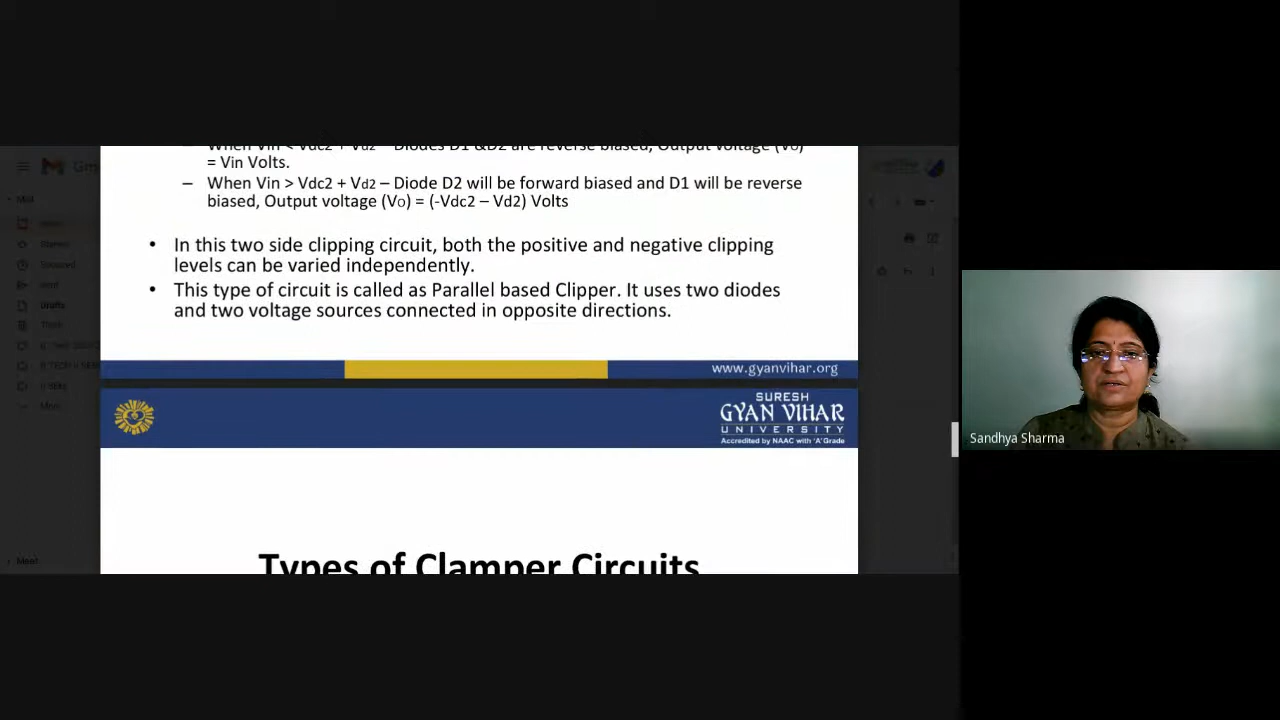 When Vin < Vdc2 + Vd2 – Diodes D1 &D2 are reverse biased, Output voltage (VO)
= Vin Volts.
– When Vin > Vdc2 + Vd2 – Diode D2 will be forward biased and D1 will be reverse
biased, Output voltage (VO) = (-Vdc2 – Vd2) Volts
• In this two side clipping circuit, both the positive and negative clipping
levels can be varied independently.
• This type of circuit is called as Parallel based Clipper. It uses two diodes
and two voltage sources connected in opposite directions.
www.gyanvihar.org
SURESH
GYAN VIHAR
UNIVERSITY
Accredited by NAAC with 'A'Grade
Types of Clamper Circuits
Drafts
More
Meet
Sandhya Sharma